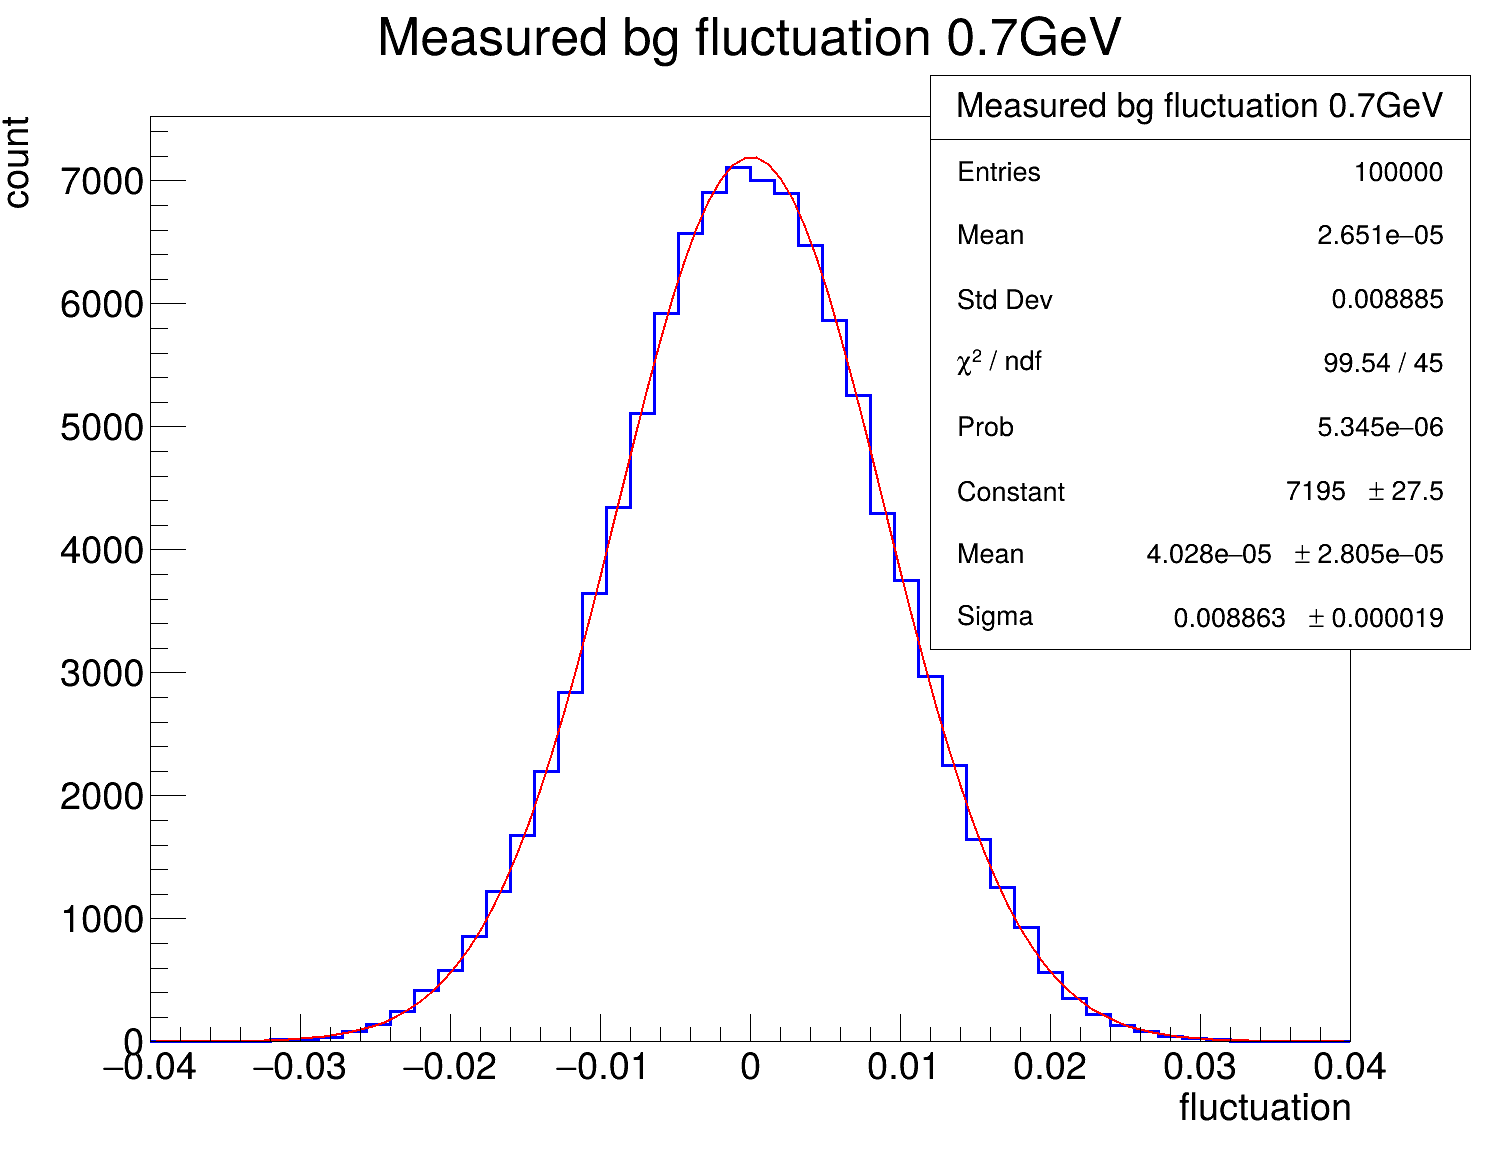 Measured bg fluctuation 0.7GeV
Measured bg fluctuation 0.7GeV
Entries 100000
Mean 2.651e−05
Std Dev 0.008885
χ² / ndf 99.54 / 45
Prob 5.345e−06
Constant 7195 ± 27.5
Mean 4.028e−05 ± 2.805e−05
Sigma 0.008863 ± 0.000019
count
7000
6000
5000
4000
3000
2000
1000
0
−0.04 −0.03 −0.02 −0.01 0 0.01 0.02 0.03 0.04
fluctuation